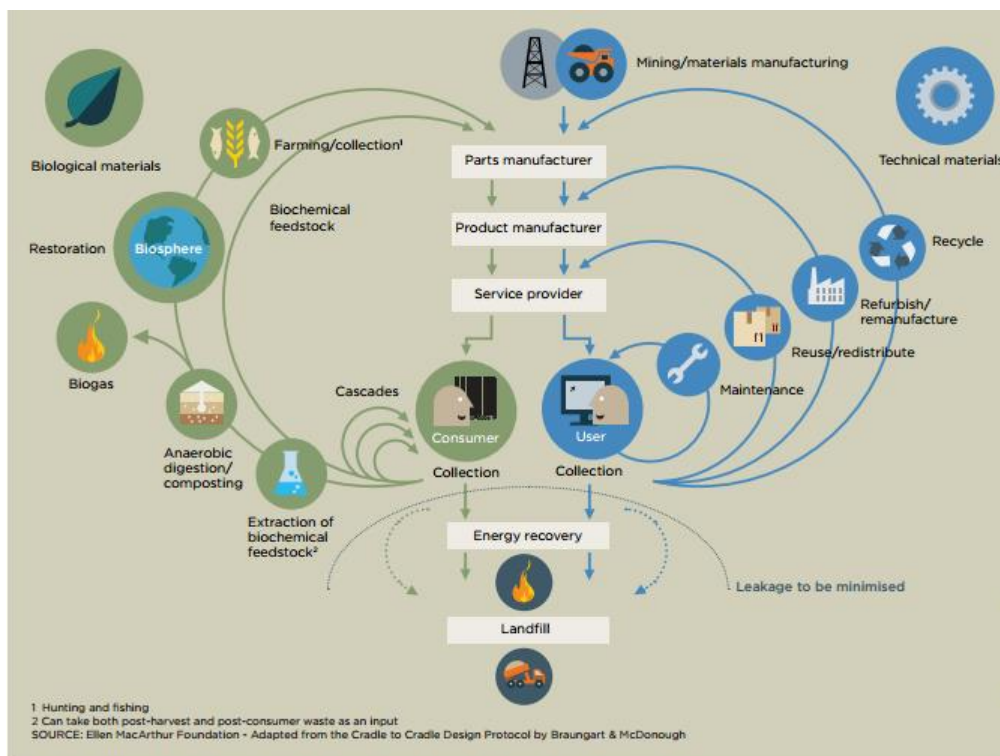 Mining/materials manufacturing
Biological materials
Technical materials
Farming/collection¹
Parts manufacturer
Biochemical
feedstock
Product manufacturer
Restoration
Biosphere
Recycle
Service provider
Refurbish/
remanufacture
Reuse/redistribute
Biogas
Cascades
Maintenance
Consumer
User
Anaerobic
digestion/
composting
Collection
Collection
Extraction of
biochemical
feedstock²
Energy recovery
Leakage to be minimised
Landfill
1 Hunting and fishing
2 Can take both post-harvest and post-consumer waste as an input
SOURCE: Ellen MacArthur Foundation - Adapted from the Cradle to Cradle Design Protocol by Braungart & McDonough